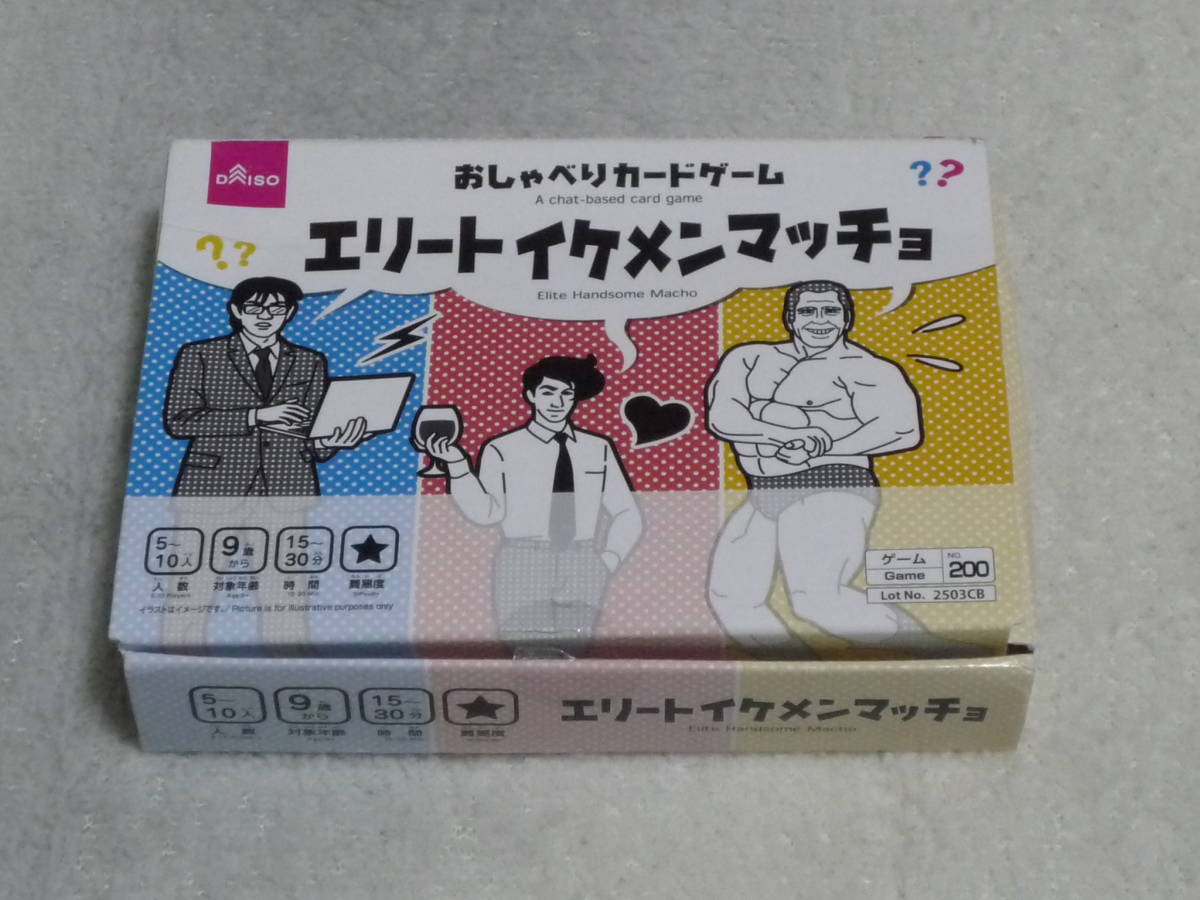 DAISO
おしゃべりカードゲーム
A chat-based card game
??
??
エリートイケメンマッチョ
Elite Handsome Macho
5~10人
人数
9歳から
対象年齢
15~30分
時間
難易度
イラストはイメージです。/ Picture is for illustrative purposes only
ゲーム
Game
NO.
200
Lot No. 2503CB
5~10人
人数
9歳から
対象年齢
15~30分
時間
難易度
エリートイケメンマッチョ
Elite Handsome Macho